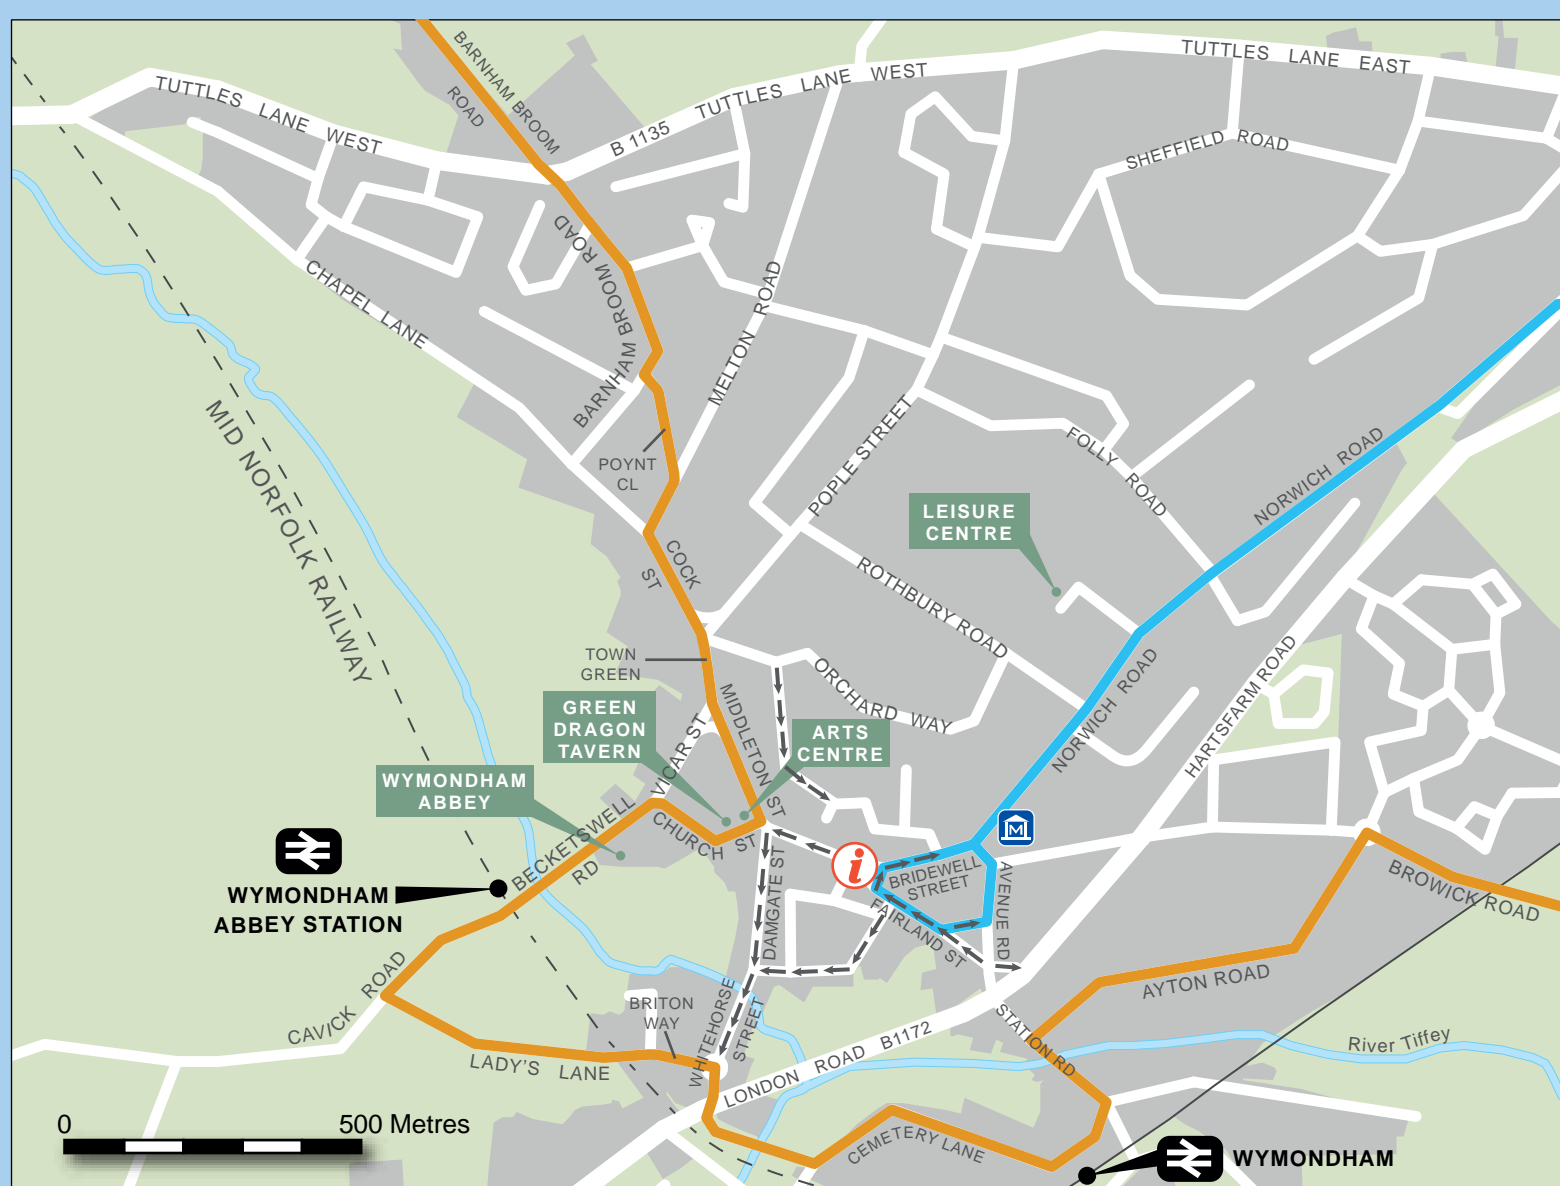 BARNHAM BROOM
ROAD
TUTTLES LANE WEST
B 1135
TUTTLES LANE WEST
TUTTLES LANE EAST
SHEFFIELD ROAD
CHAPEL LANE
BARNHAM BROOM ROAD
MELTON ROAD
POYNT
CL
POPLE STREET
FOLLY ROAD
NORWICH ROAD
LEISURE
CENTRE
MID NORFOLK RAILWAY
COCK
ST
ROTHBURY ROAD
TOWN
GREEN
ORCHARD WAY
NORWICH ROAD
HARTSFARM ROAD
GREEN
DRAGON
TAVERN
MIDDLETON ST
ARTS
CENTRE
VICAR ST
WYMONDHAM
ABBEY
BECKETSWELL
RD
CHURCH ST
M
i
BRIDEWELL
STREET
AVENUE RD
FAIRLAND ST
DAMGATE ST
BROWICK ROAD
WYMONDHAM
ABBEY STATION
CAVICK ROAD
AYTON ROAD
BRITON
WAY
WHITEHORSE
STREET
STATION RD
River Tiffey
LADY'S LANE
LONDON ROAD B1172
CEMETERY LANE
0 500 Metres
WYMONDHAM